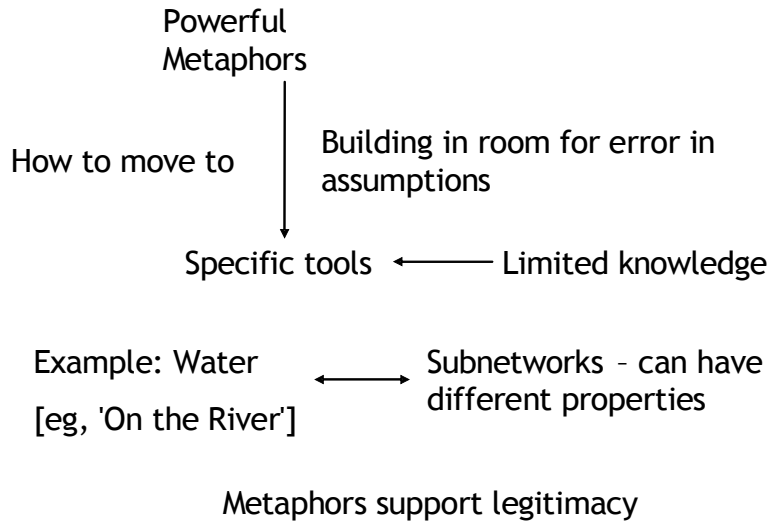 Powerful
Metaphors
How to move to
Building in room for error in
assumptions
Specific tools
Limited knowledge
Example: Water
[eg, 'On the River']
Subnetworks – can have
different properties
Metaphors support legitimacy